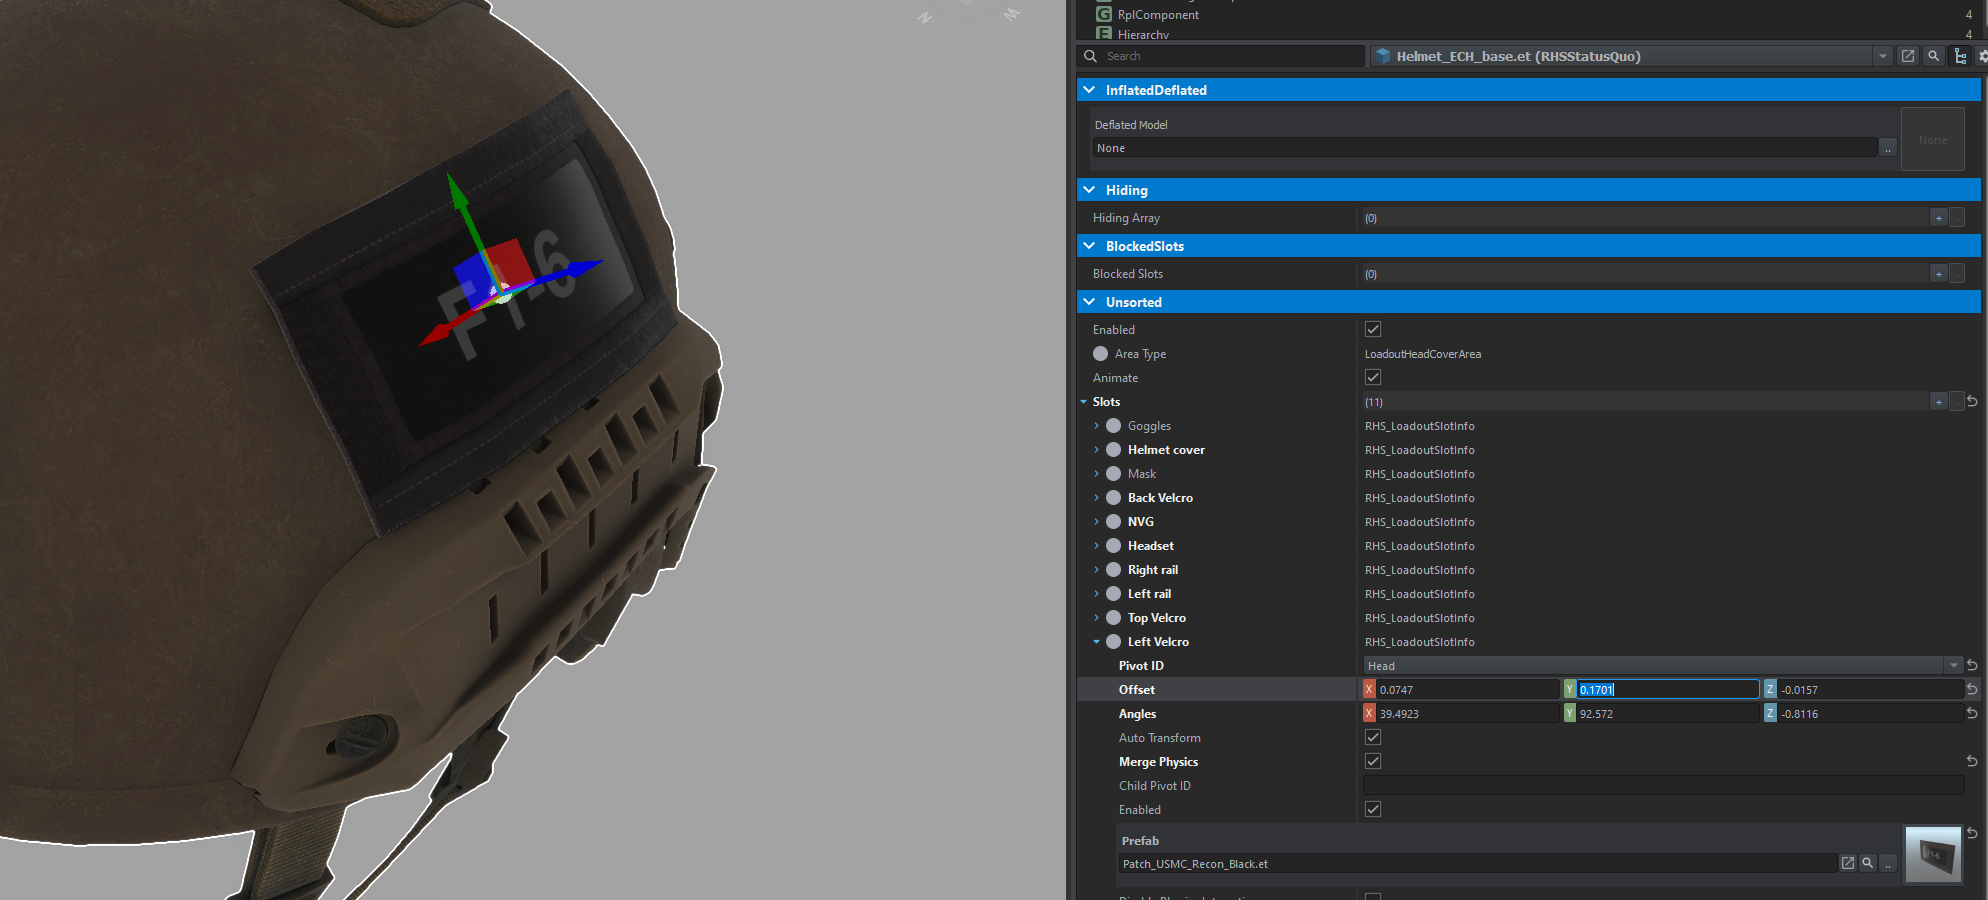 N
W
F1-6
RplComponent 4
Hierarchy 4
Search
Helmet_ECH_base.et (RHSStatusQuo)
InflatedDeflated
Deflated Model
None ..
None
Hiding
Hiding Array (0) + -
BlockedSlots
Blocked Slots (0) + -
Unsorted
Enabled
Area Type LoadoutHeadCoverArea
Animate
Slots (11) + -
Goggles RHS_LoadoutSlotInfo
Helmet cover RHS_LoadoutSlotInfo
Mask RHS_LoadoutSlotInfo
Back Velcro RHS_LoadoutSlotInfo
NVG RHS_LoadoutSlotInfo
Headset RHS_LoadoutSlotInfo
Right rail RHS_LoadoutSlotInfo
Left rail RHS_LoadoutSlotInfo
Top Velcro RHS_LoadoutSlotInfo
Left Velcro RHS_LoadoutSlotInfo
Pivot ID Head
Offset X 0.0747 Y 0.1701 Z -0.0157
Angles X 39.4923 Y 92.572 Z -0.8116
Auto Transform
Merge Physics
Child Pivot ID
Enabled
Prefab
Patch_USMC_Recon_Black.et ..